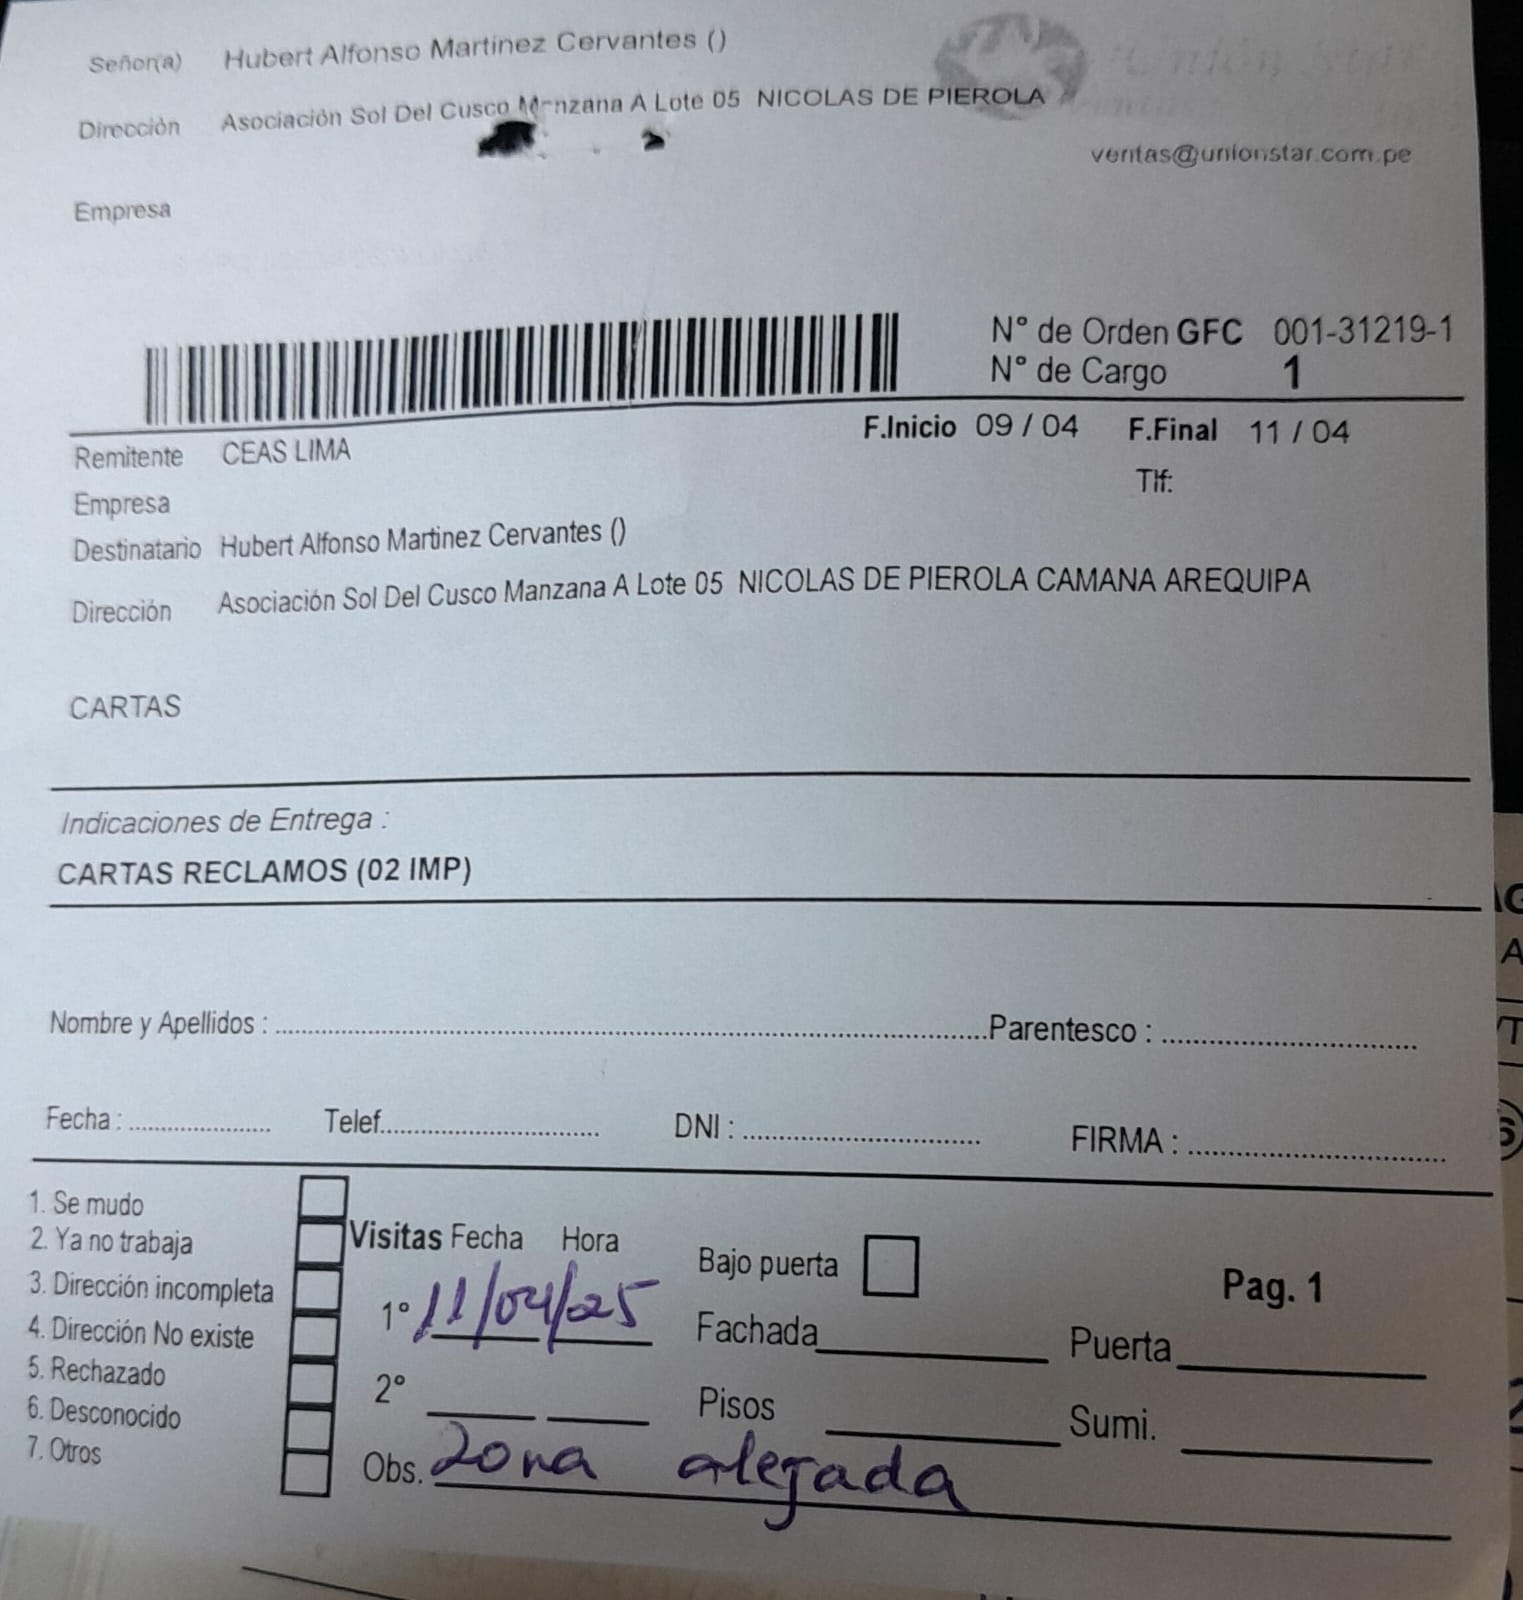 Señor(a) Hubert Alfonso Martinez Cervantes ()
Dirección Asociación Sol Del Cusco Manzana A Lote 05 NICOLAS DE PIEROLA
Unión Star
ventas@unionstar.com.pe
Empresa
N° de Orden GFC 001-31219-1
N° de Cargo 1
F.Inicio 09 / 04 F.Final 11 / 04
Remitente CEAS LIMA
Tlf:
Empresa
Destinatario Hubert Alfonso Martinez Cervantes ()
Dirección Asociación Sol Del Cusco Manzana A Lote 05 NICOLAS DE PIEROLA CAMANA AREQUIPA
CARTAS
Indicaciones de Entrega :
CARTAS RECLAMOS (02 IMP)
Nombre y Apellidos : Parentesco :
Fecha : Telef. DNI : FIRMA :
1. Se mudo
2. Ya no trabaja
3. Dirección incompleta
4. Dirección No existe
5. Rechazado
6. Desconocido
7. Otros
Visitas Fecha Hora
1° 11/04/25
2°
Obs. Zona alejada
Bajo puerta
Fachada
Pisos
Pag. 1
Puerta
Sumi.